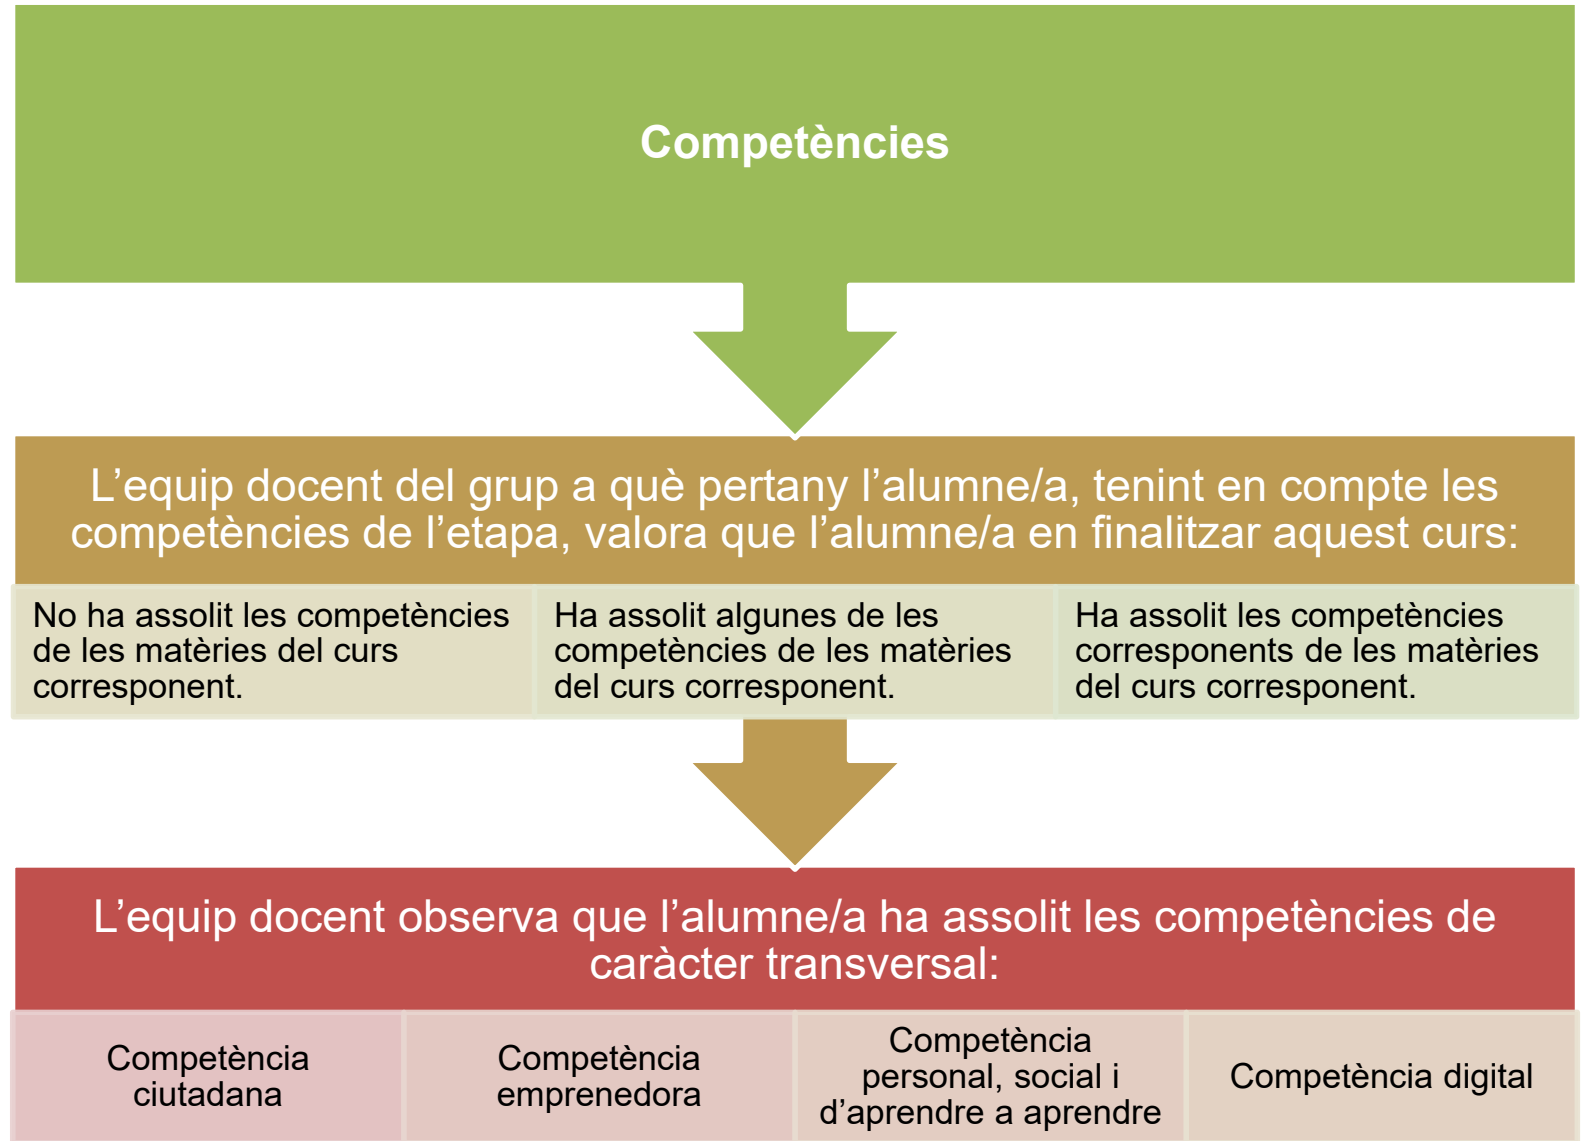 Competències
L’equip docent del grup a què pertany l’alumne/a, tenint en compte les
competències de l’etapa, valora que l’alumne/a en finalitzar aquest curs:
No ha assolit les competències
de les matèries del curs
corresponent.
Ha assolit algunes de les
competències de les matèries
del curs corresponent.
Ha assolit les competències
corresponents de les matèries
del curs corresponent.
L’equip docent observa que l’alumne/a ha assolit les competències de
caràcter transversal:
Competència
ciutadana
Competència
emprenedora
Competència
personal, social i
d’aprendre a aprendre
Competència digital